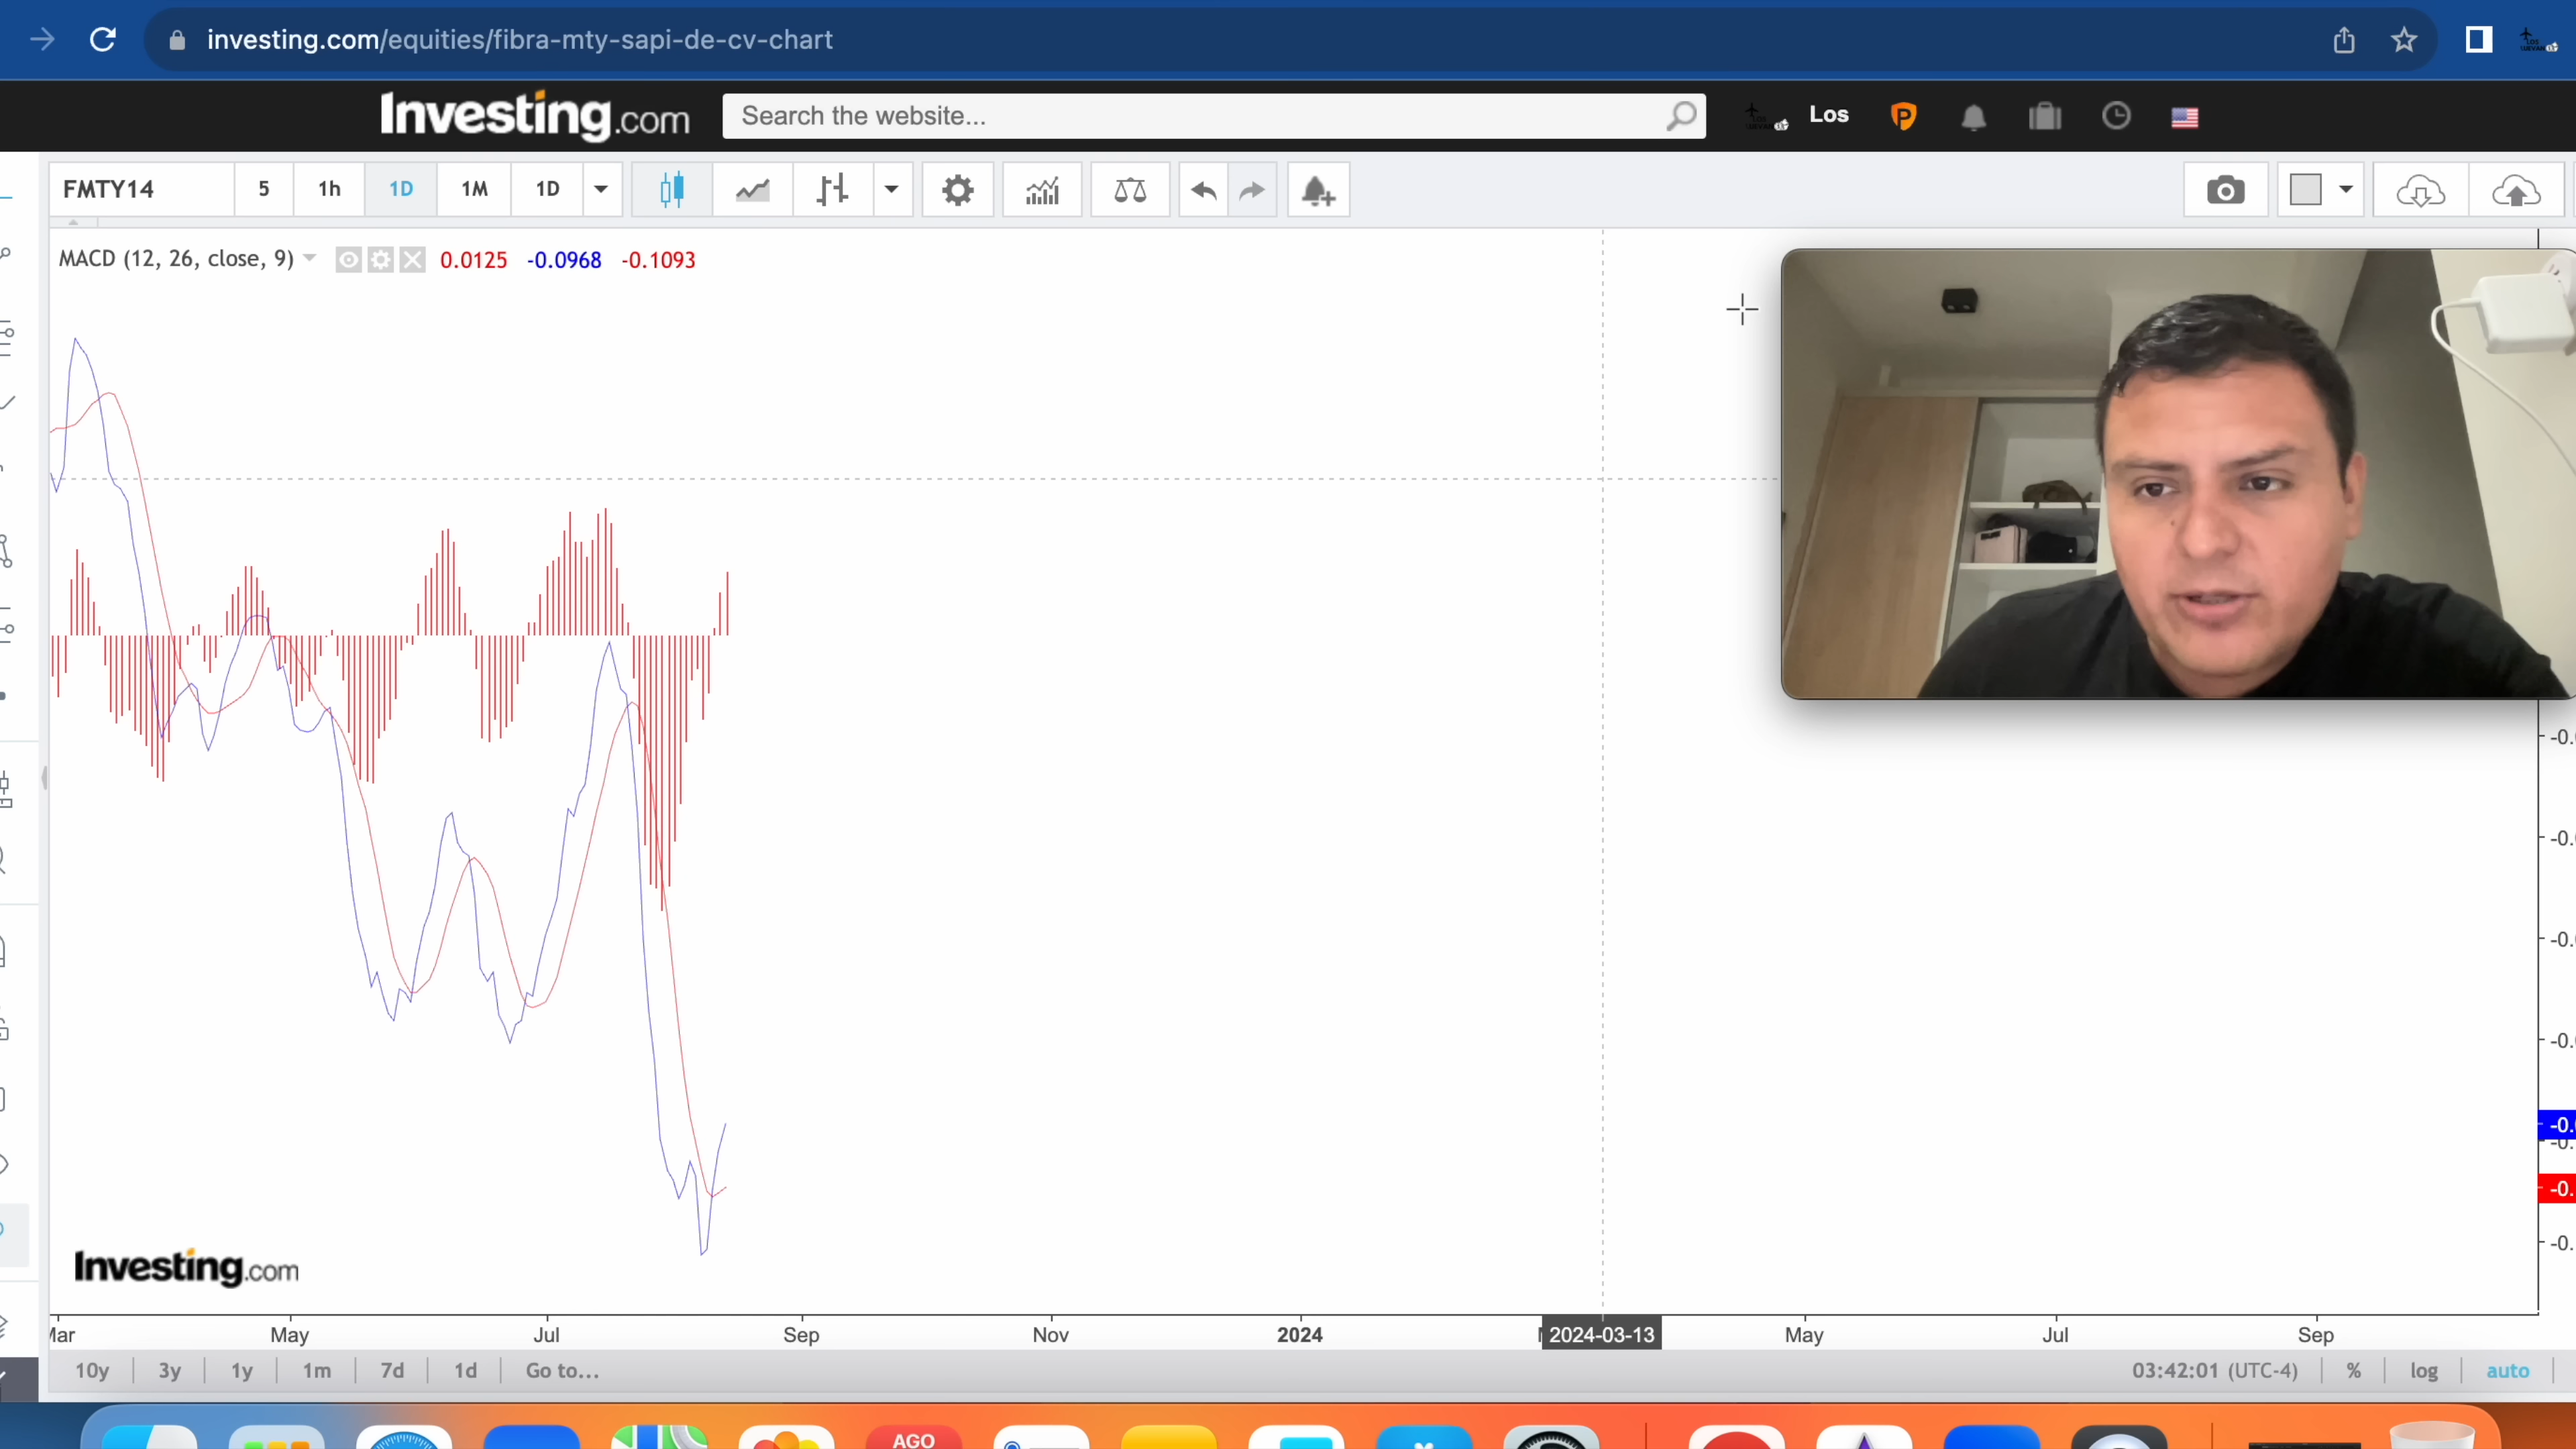 investing.com/equities/fibra-mty-sapi-de-cv-chart
Investing.com
Search the website...
Los
FMTY14
5
1h
1D
1M
1D
MACD (12, 26, close, 9)
0.0125
-0.0968
-0.1093
Investing.com
May
Jul
Sep
Nov
2024
2024-03-13
May
Jul
Sep
10y
3y
1y
1m
7d
1d
Go to...
03:42:01 (UTC-4)
%
log
auto
AGO